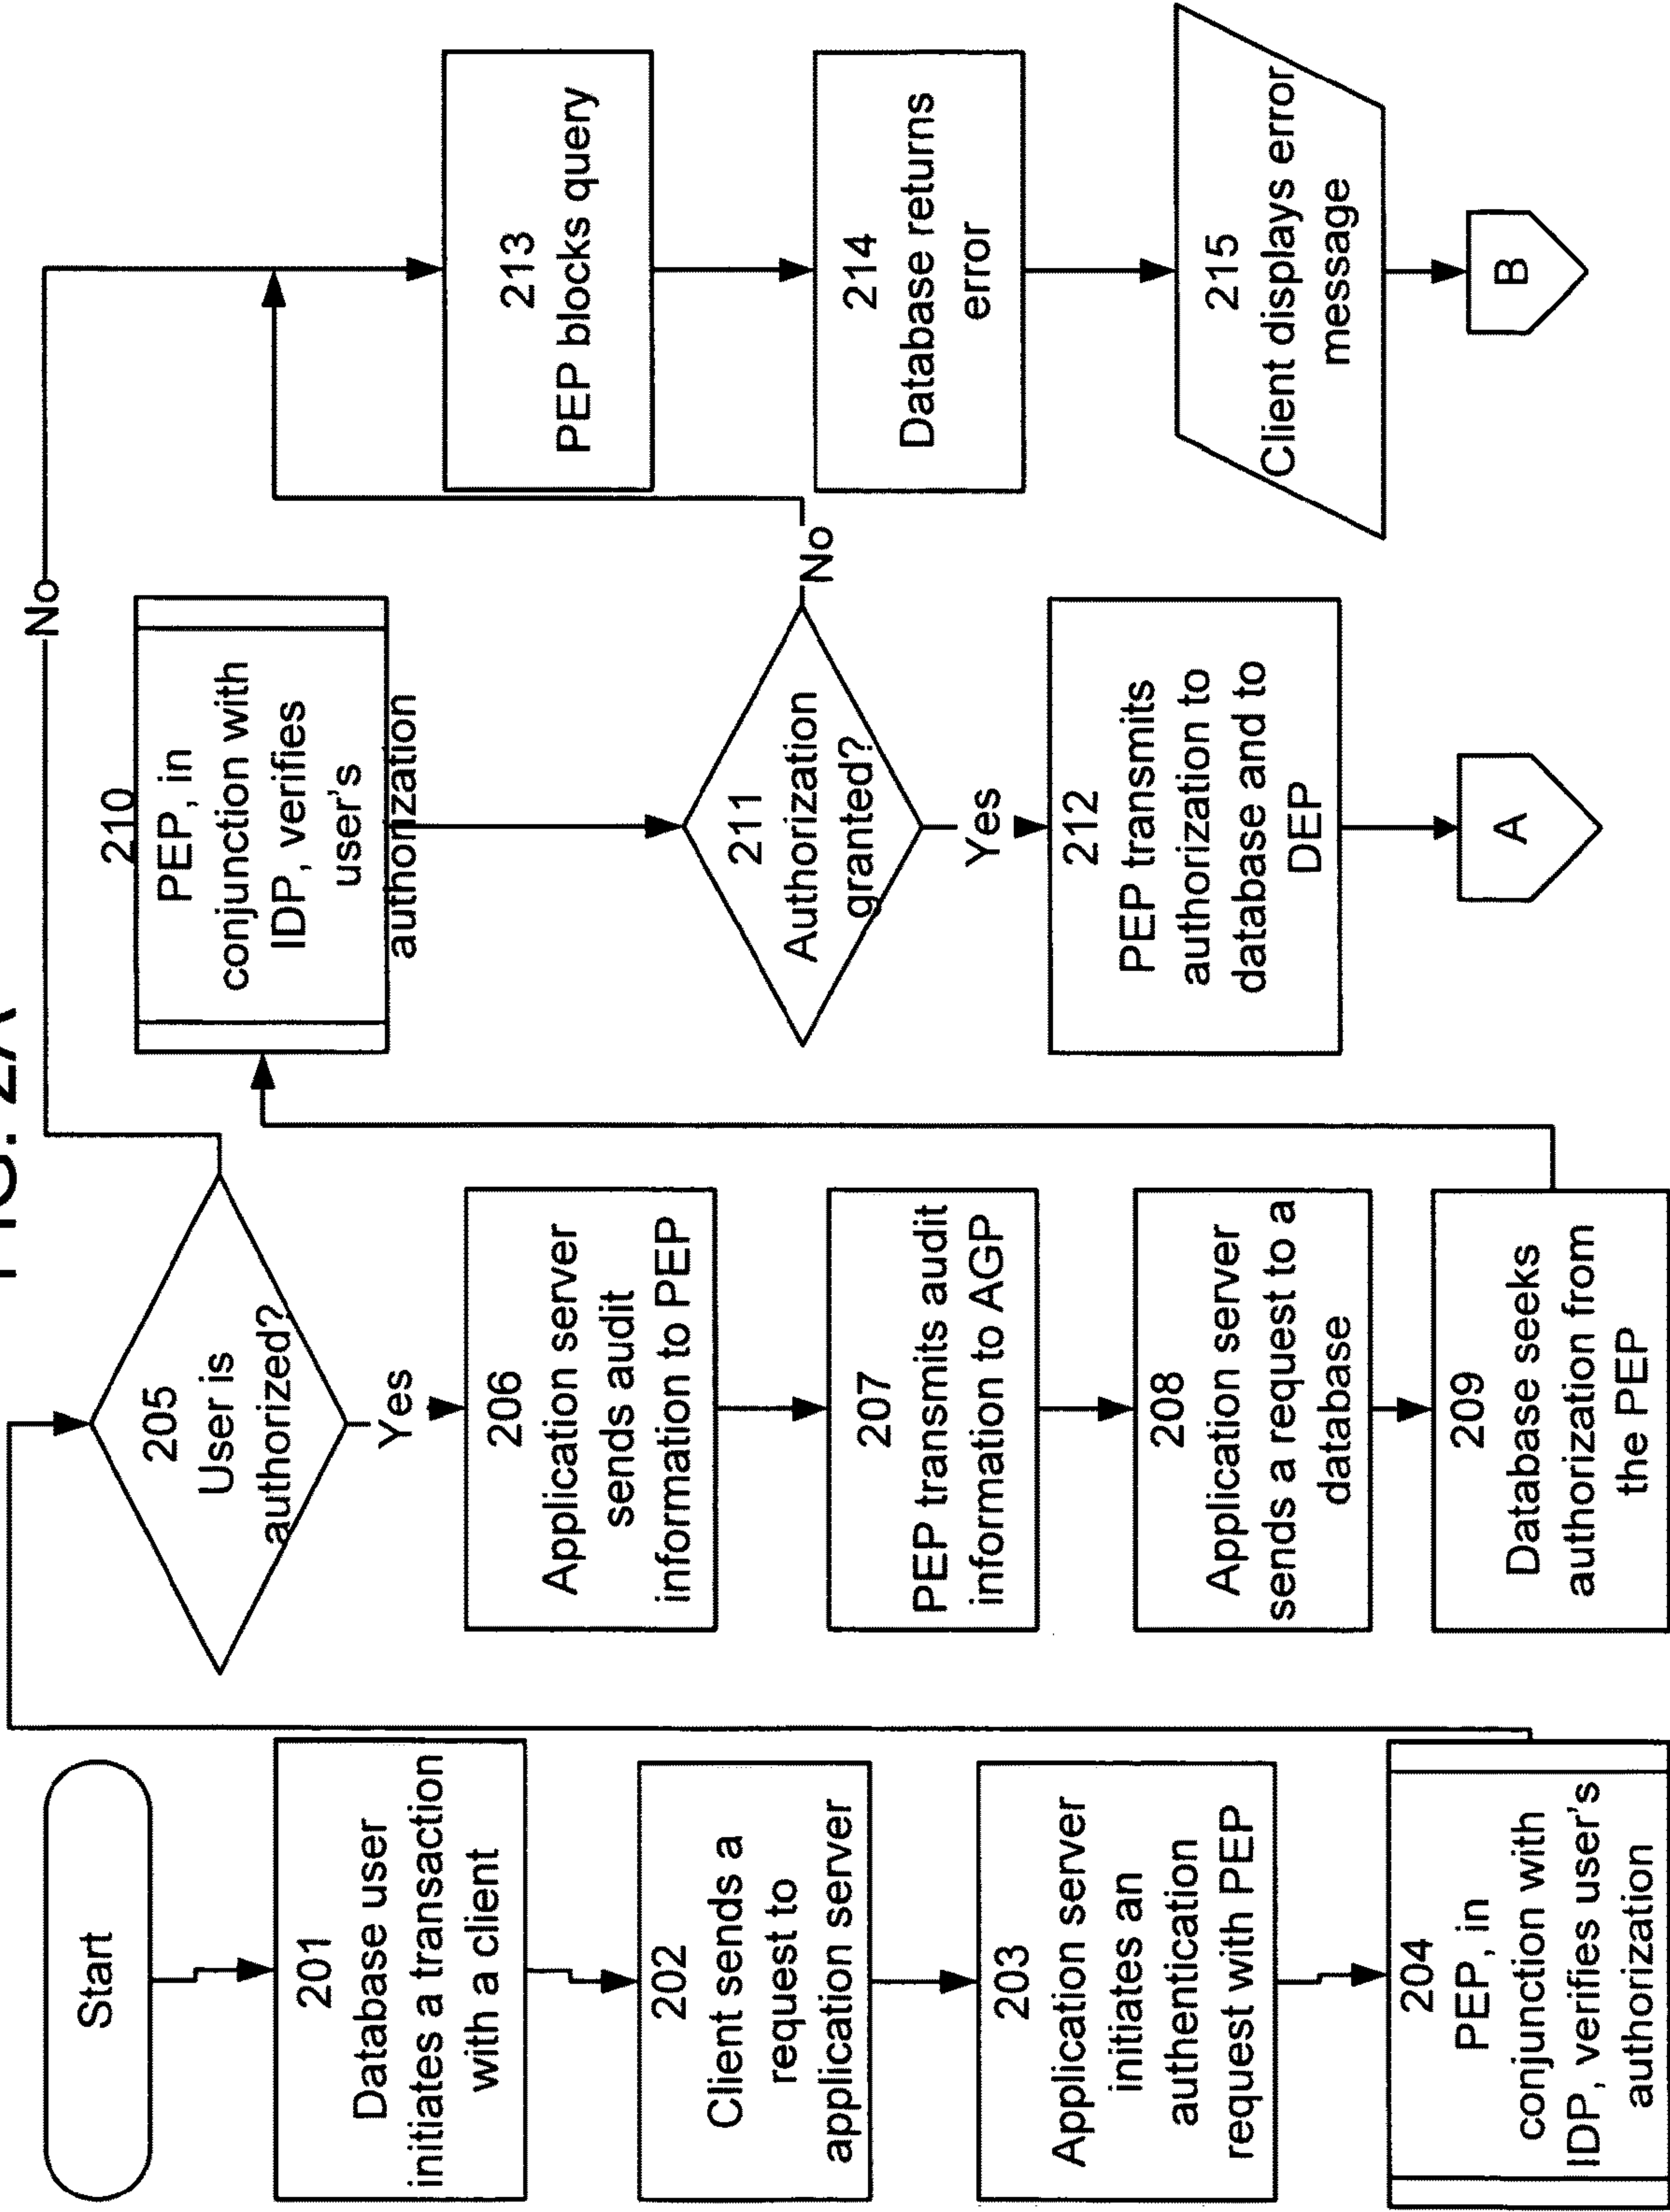 FIG. 2A
Start
201
Database user
initiates a transaction
with a client
202
Client sends a
request to
application server
203
Application server
initiates an
authentication
request with PEP
204
PEP, in
conjunction with
IDP, verifies user's
authorization
205
User is
authorized?
Yes
No
206
Application server
sends audit
information to PEP
207
PEP transmits audit
information to AGP
208
Application server
sends a request to a
database
209
Database seeks
authorization from
the PEP
210
PEP, in
conjunction with
IDP, verifies
user's
authorization
211
Authorization
granted?
No
Yes
212
PEP transmits
authorization to
database and to
DEP
A
213
PEP blocks query
214
Database returns
error
215
Client displays error
message
B